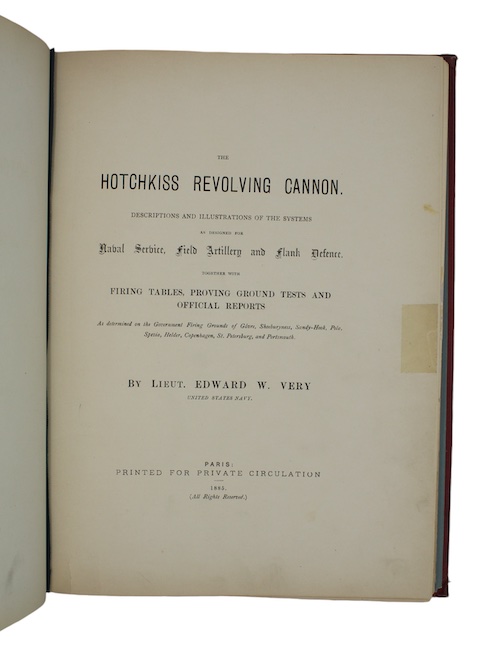 THE
HOTCHKISS REVOLVING CANNON.
DESCRIPTIONS AND ILLUSTRATIONS OF THE SYSTEMS
AS DESIGNED FOR
Naval Service, Field Artillery and Flank Defence.
TOGETHER WITH
FIRING TABLES, PROVING GROUND TESTS AND
OFFICIAL REPORTS
As determined on the Government Firing Grounds of Gâvre, Shoeburyness, Sandy-Hook, Pola,
Spezia, Helder, Copenhagen, St. Petersburg, and Portsmouth.
BY LIEUT. EDWARD W. VERY
UNITED STATES NAVY.
PARIS:
PRINTED FOR PRIVATE CIRCULATION
1885.
(All Rights Reserved.)